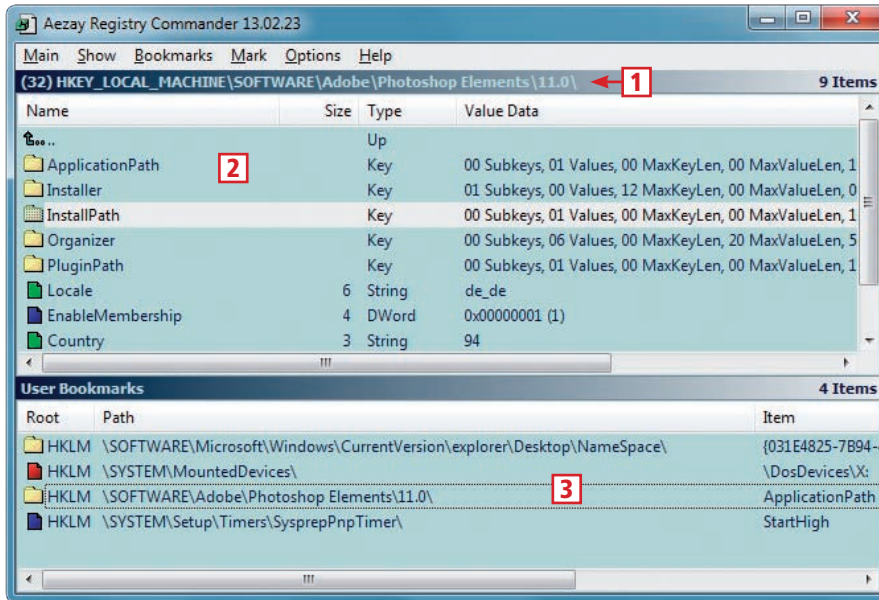 Aezay Registry Commander 13.02.23
Main Show Bookmarks Mark Options Help
(32) HKEY_LOCAL_MACHINE\SOFTWARE\Adobe\Photoshop Elements\11.0\ 1 9 Items
Name Size Type Value Data
.. Up
ApplicationPath 2 Key 00 Subkeys, 01 Values, 00 MaxKeyLen, 00 MaxValueLen, 1
Installer Key 01 Subkeys, 00 Values, 12 MaxKeyLen, 00 MaxValueLen, 0
InstallPath Key 00 Subkeys, 01 Values, 00 MaxKeyLen, 00 MaxValueLen, 1
Organizer Key 00 Subkeys, 06 Values, 00 MaxKeyLen, 20 MaxValueLen, 5
PluginPath Key 00 Subkeys, 01 Values, 00 MaxKeyLen, 00 MaxValueLen, 1
Locale 6 String de_de
EnableMembership 4 DWord 0x00000001 (1)
Country 3 String 94
User Bookmarks 4 Items
Root Path Item
HKLM \SOFTWARE\Microsoft\Windows\CurrentVersion\explorer\Desktop\NameSpace\ {031E4825-7B94-
HKLM \SYSTEM\MountedDevices\ \DosDevices\X:
HKLM \SOFTWARE\Adobe\Photoshop Elements\11.0\ 3 ApplicationPath
HKLM \SYSTEM\Setup\Timers\SysprepPnpTimer\ StartHigh